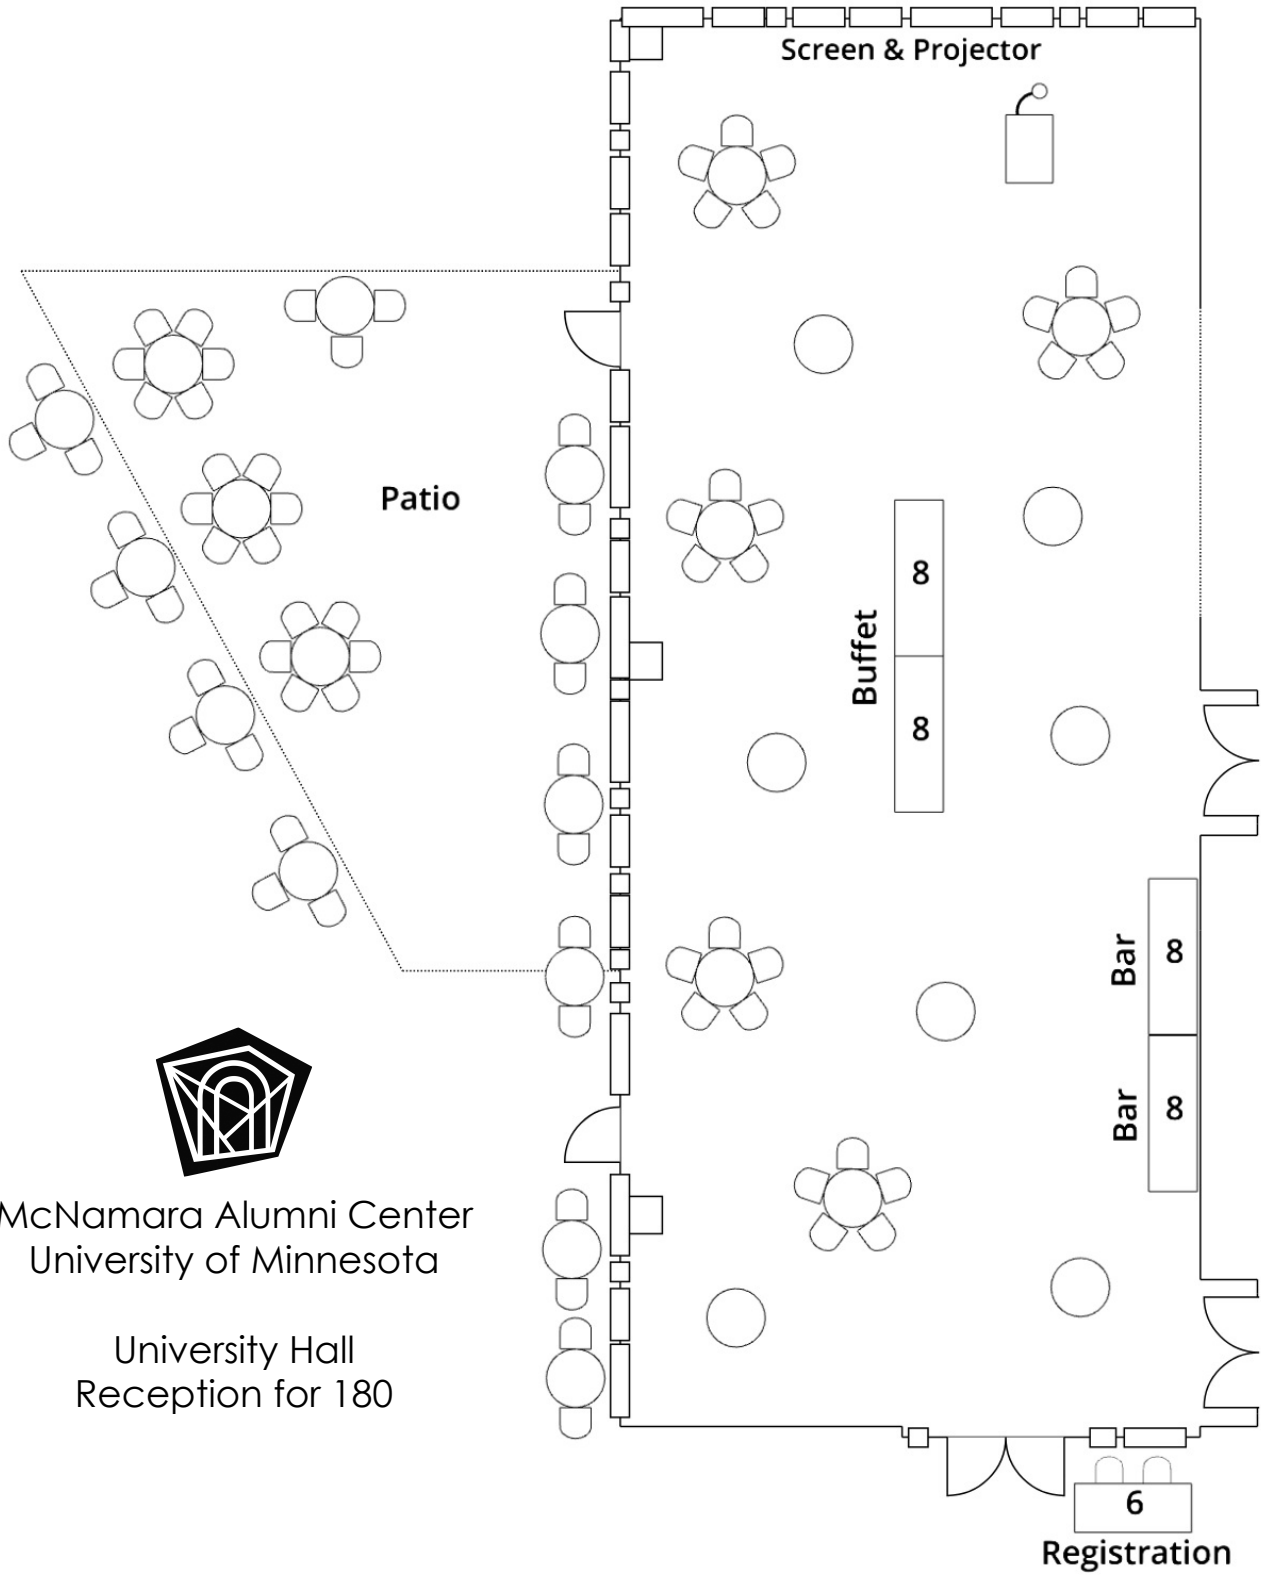 Screen & Projector
Patio
8
Buffet
8
Bar
8
Bar
8
McNamara Alumni Center
University of Minnesota
University Hall
Reception for 180
6
Registration